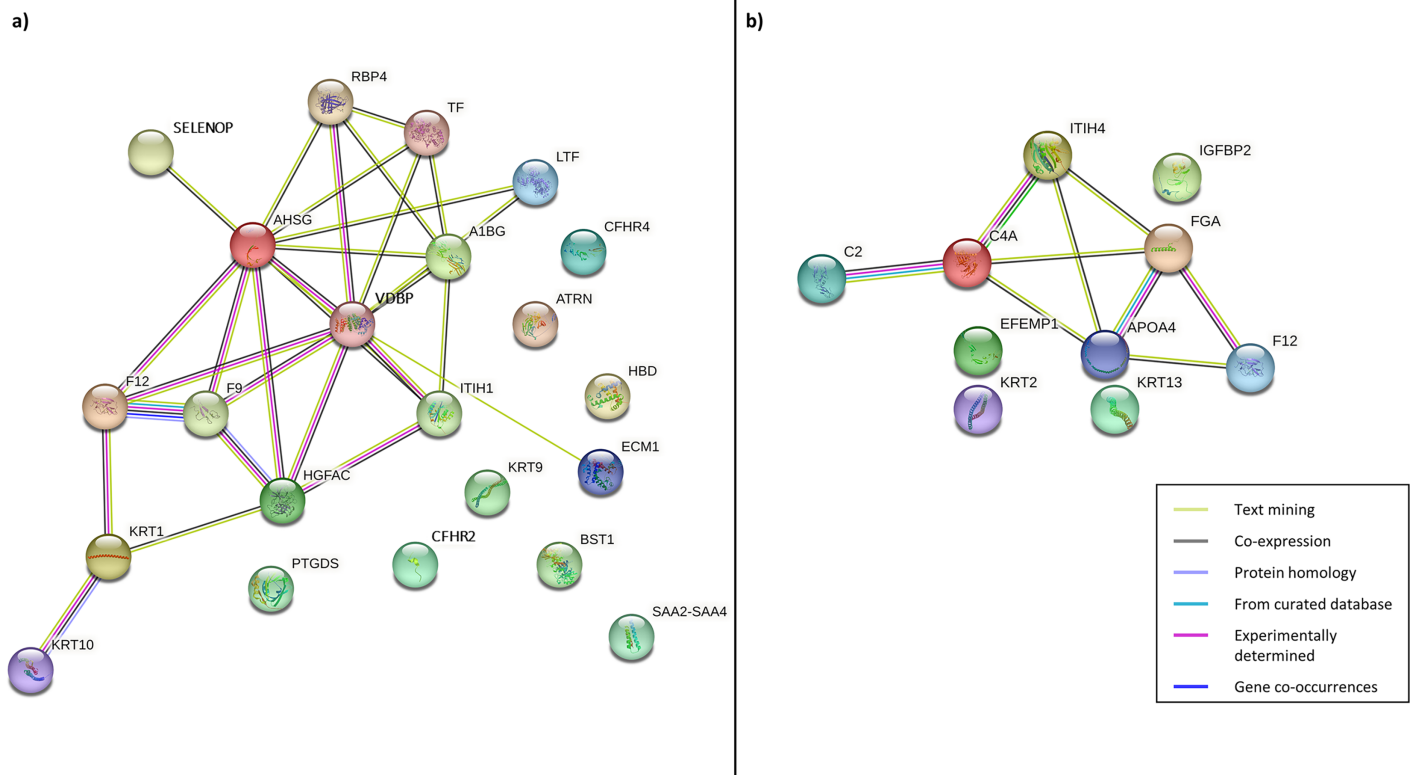 a)
RBP4
TF
SELENOP
LTF
AHSG
A1BG
CFHR4
VDBP
ATRN
HBD
F12
F9
ITIH1
ECM1
KRT9
HGFAC
KRT1
CFHR2
BST1
PTGDS
SAA2-SAA4
KRT10
b)
ITIH4
IGFBP2
FGA
C4A
C2
EFEMP1
APOA4
F12
KRT2
KRT13
Text mining
Co-expression
Protein homology
From curated database
Experimentally
determined
Gene co-occurrences